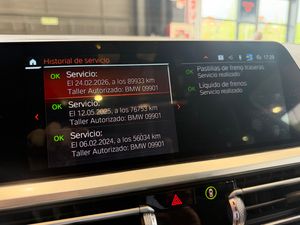 Historial de servicio
17:29
OK Servicio:
El 24.02.2026, a los 89933 km
Taller Autorizado: BMW 09901
OK Servicio:
El 12.05.2025, a los 76753 km
Taller Autorizado: BMW 09901
OK Servicio:
El 06.02.2024, a los 56034 km
Taller Autorizado: BMW 09901
OK Pastillas de freno traseras
Servicio realizado
OK Líquido de frenos
Servicio realizado